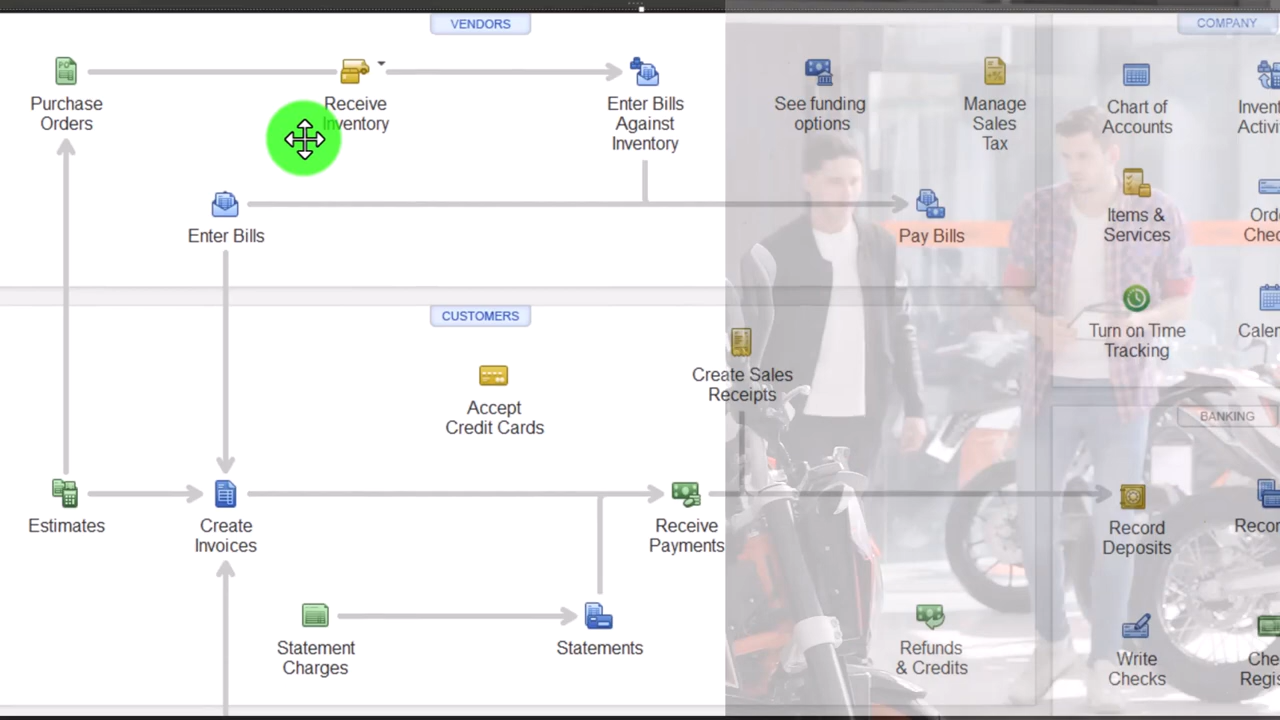 VENDORS
COMPANY
Purchase
Orders
Receive
Inventory
Enter Bills
Against
Inventory
See funding
options
Manage
Sales
Tax
Chart of
Accounts
Enter Bills
Pay Bills
Items &
Services
CUSTOMERS
Turn on Time
Tracking
Create Sales
Receipts
Accept
Credit Cards
BANKING
Estimates
Create
Invoices
Receive
Payments
Record
Deposits
Statement
Charges
Statements
Refunds
& Credits
Write
Checks